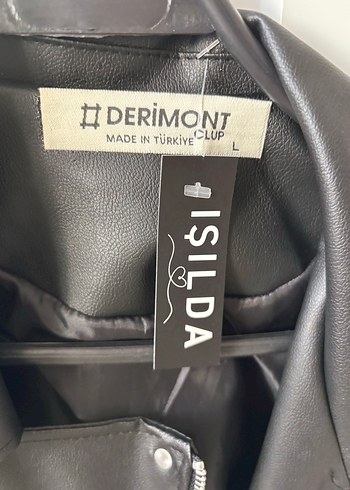 DERİMONT
CLUP
MADE IN TÜRKİYE
L
IŞILDA